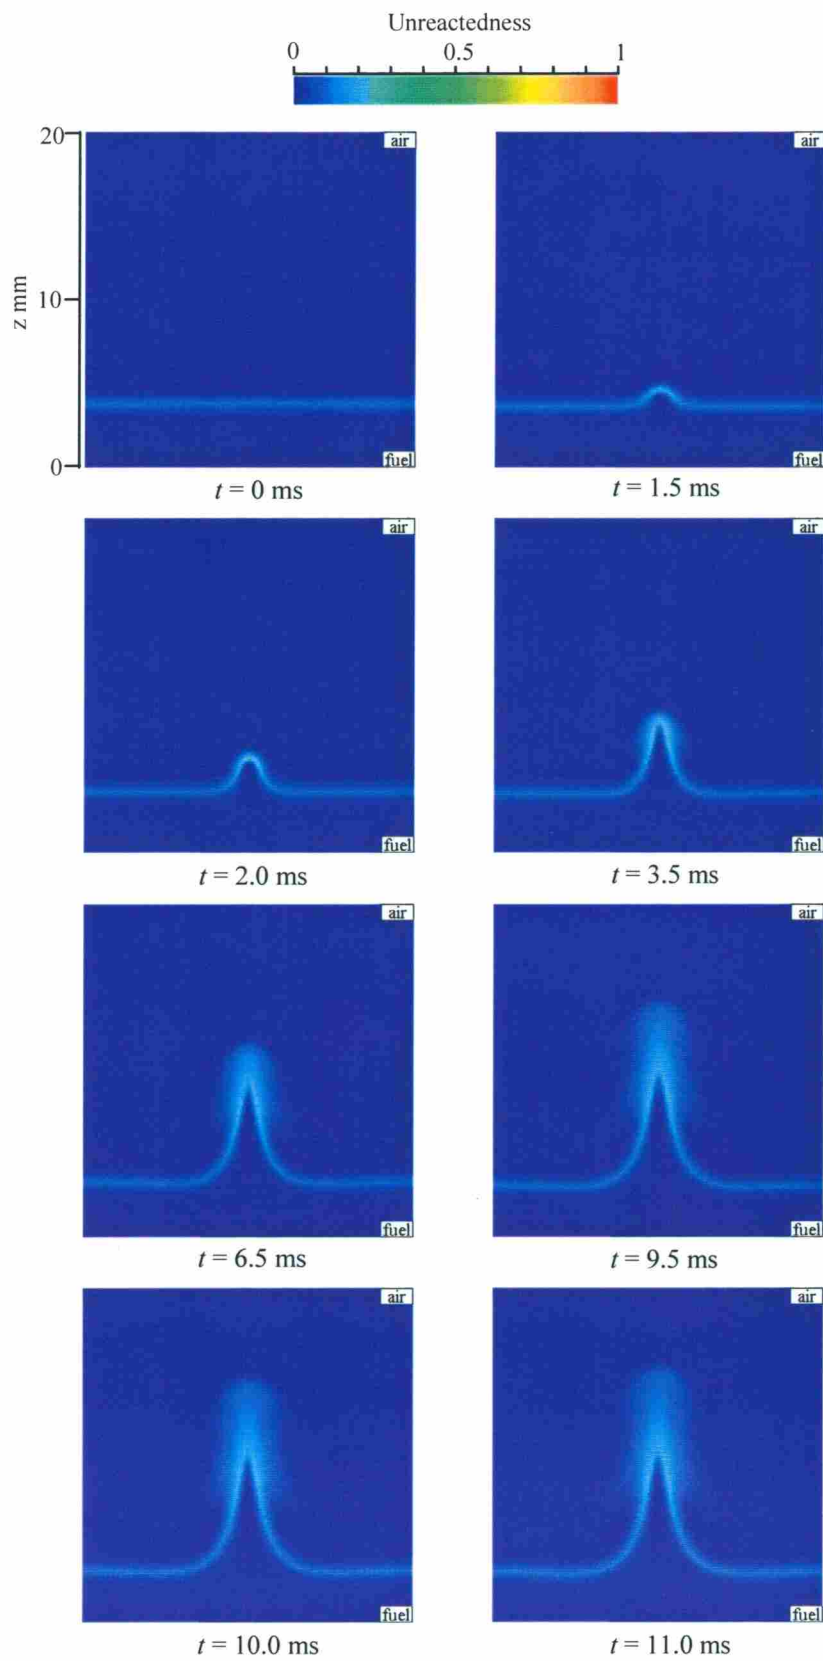 Unreactedness
0 0.5 1
20 air air
10
z mm
0 fuel fuel
t = 0 ms t = 1.5 ms
air air
fuel fuel
t = 2.0 ms t = 3.5 ms
air air
fuel fuel
t = 6.5 ms t = 9.5 ms
air air
fuel fuel
t = 10.0 ms t = 11.0 ms